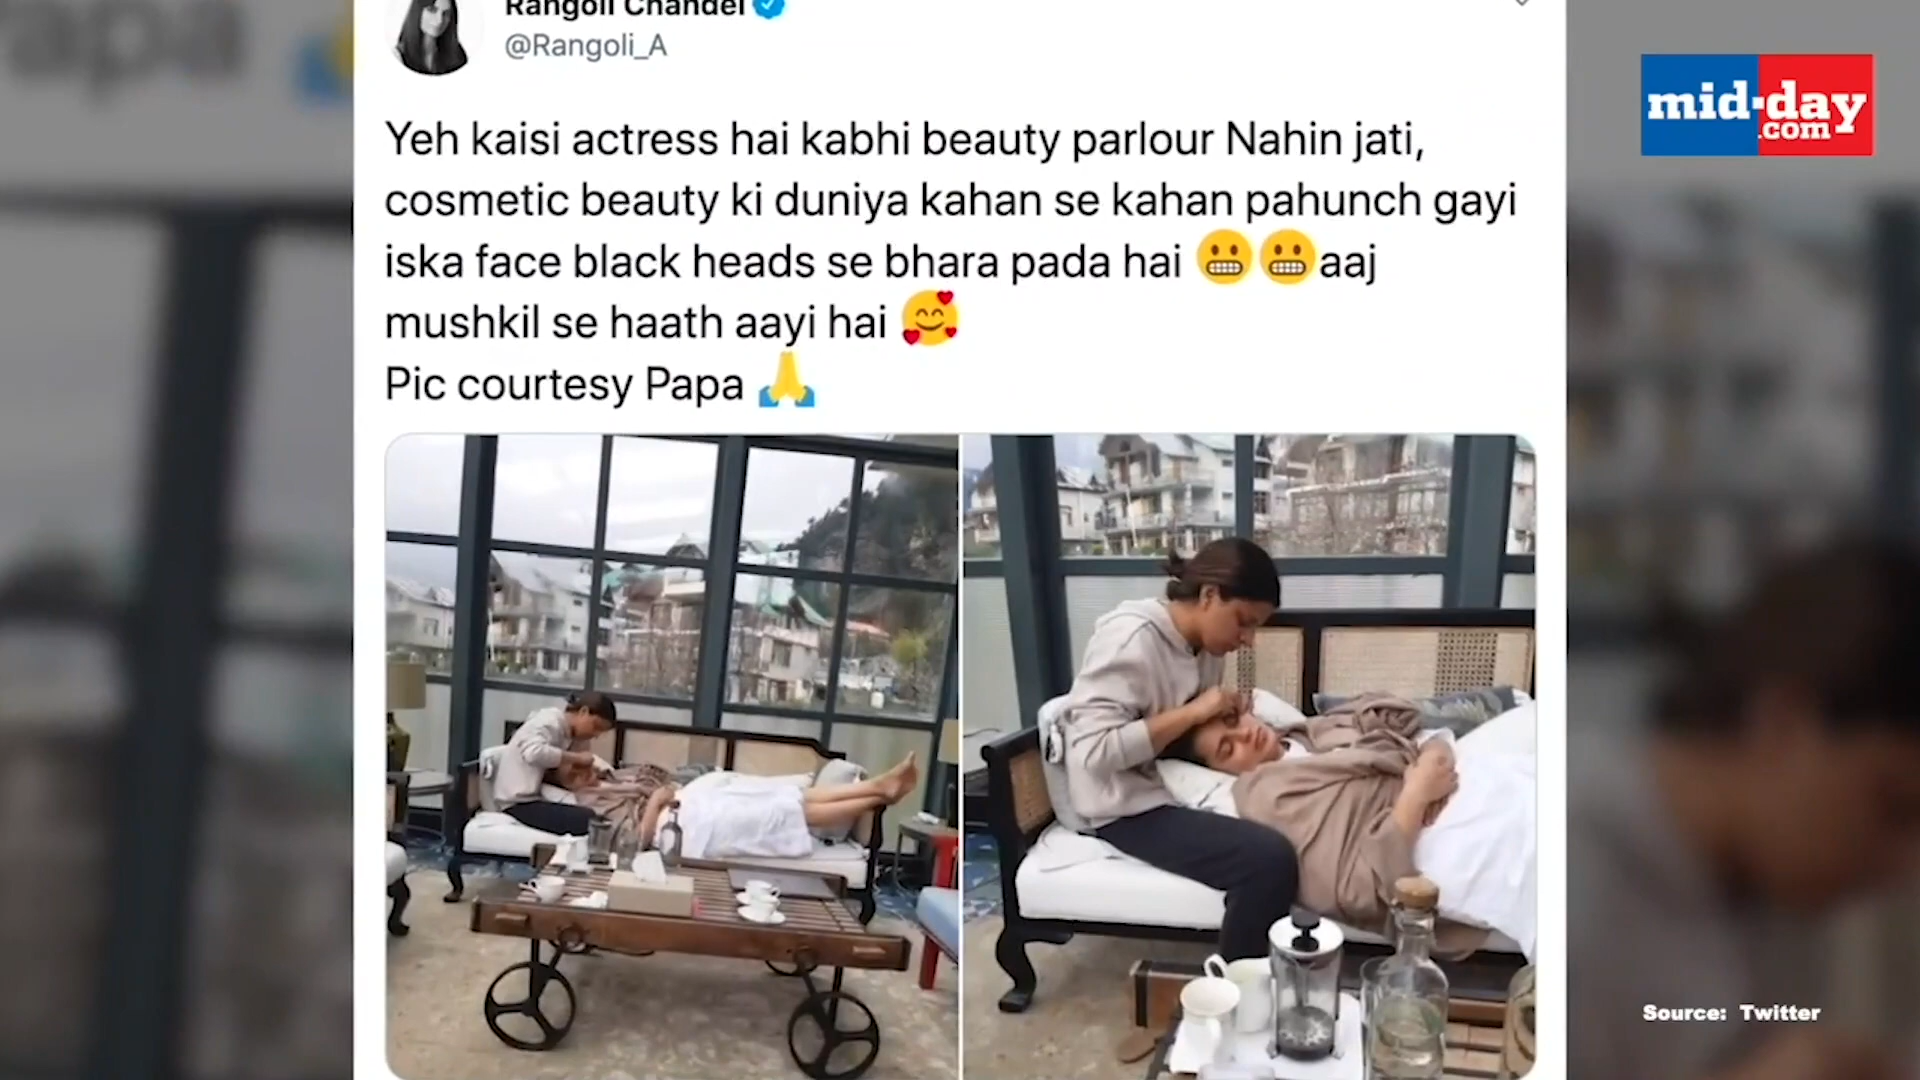 Rangoli Chandel
@Rangoli_A
mid-day
.com
Yeh kaisi actress hai kabhi beauty parlour Nahin jati,
cosmetic beauty ki duniya kahan se kahan pahunch gayi
iska face black heads se bhara pada hai 😬😬aaj
mushkil se haath aayi hai 🥰
Pic courtesy Papa 🙏
Source: Twitter